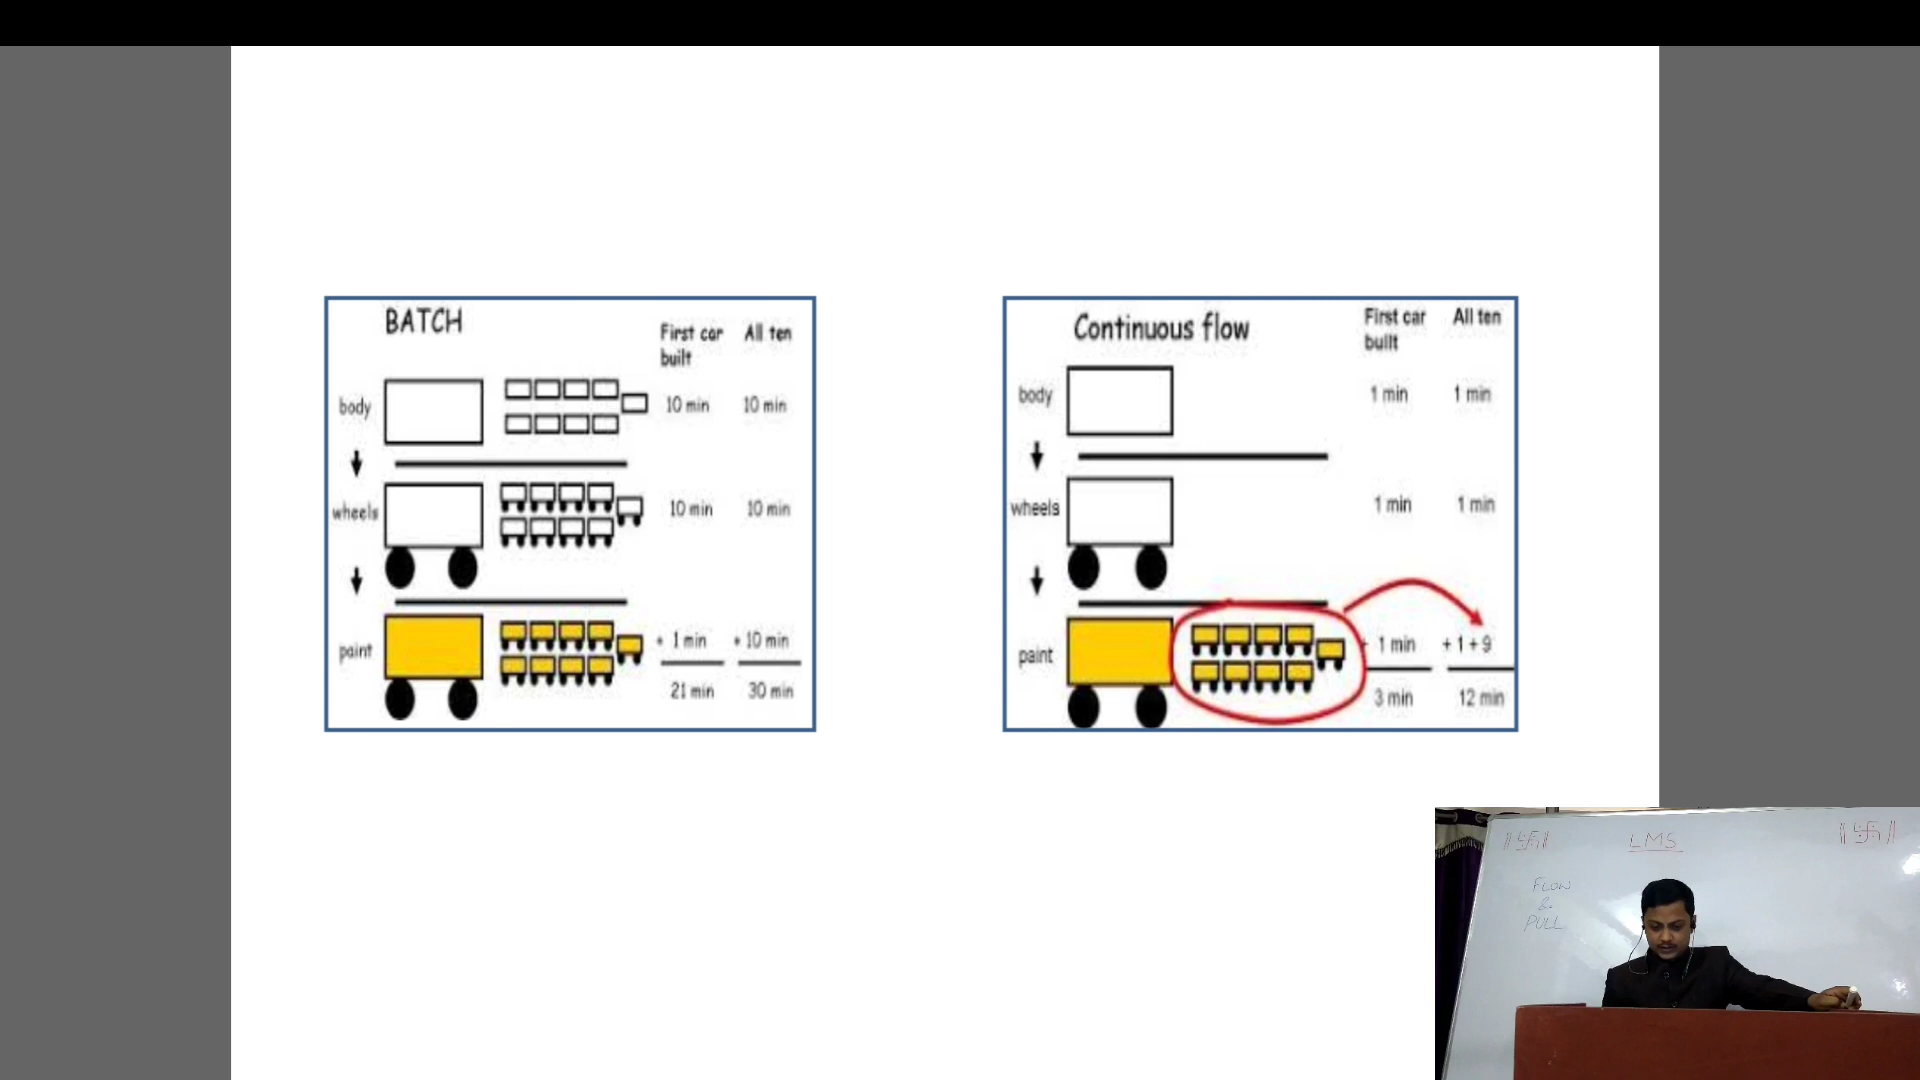 BATCH
First car built
All ten
body
10 min
10 min
wheels
10 min
10 min
paint
+ 1 min
+ 10 min
21 min
30 min
Continuous flow
First car built
All ten
body
1 min
1 min
wheels
1 min
1 min
paint
+ 1 min
+ 1 + 9
3 min
12 min
LMS
FLOW
&
PULL